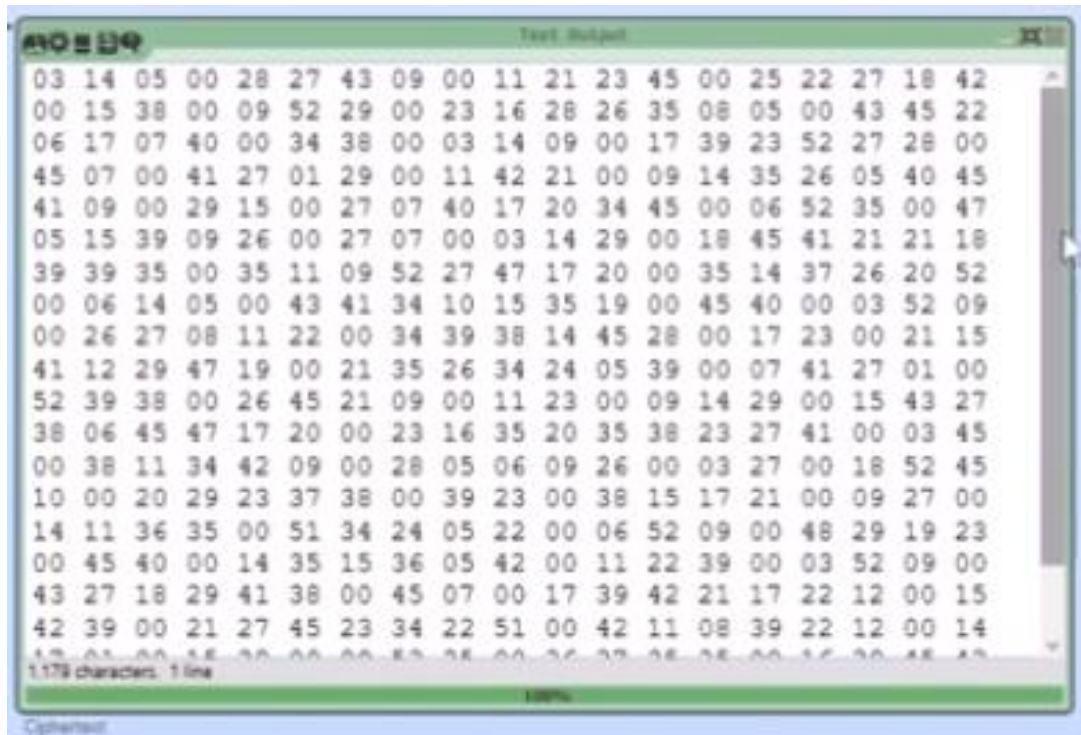 Text Output
03 14 05 00 28 27 43 09 00 11 21 23 45 00 25 22 27 18 42
00 15 38 00 09 52 29 00 23 16 28 26 35 08 05 00 43 45 22
06 17 07 40 00 34 38 00 03 14 09 00 17 39 23 52 27 28 00
45 07 00 41 27 01 29 00 11 42 21 00 09 14 35 26 05 40 45
41 09 00 29 15 00 27 07 40 17 20 34 45 00 06 52 35 00 47
05 15 39 09 26 00 27 07 00 03 14 29 00 18 45 41 21 21 18
39 39 35 00 35 11 09 52 27 47 17 20 00 35 14 37 26 20 52
00 06 14 05 00 43 41 34 10 15 35 19 00 45 40 00 03 52 09
00 26 27 08 11 22 00 34 39 38 14 45 28 00 17 23 00 21 15
41 12 29 47 19 00 21 35 26 34 24 05 39 00 07 41 27 01 00
52 39 38 00 26 45 21 09 00 11 23 00 09 14 29 00 15 43 27
38 06 45 47 17 20 00 23 16 35 20 35 38 23 27 41 00 03 45
00 38 11 34 42 09 00 28 05 06 09 26 00 03 27 00 18 52 45
10 00 20 29 23 37 38 00 39 23 00 38 15 17 21 00 09 27 00
14 11 36 35 00 51 34 24 05 22 00 06 52 09 00 48 29 19 23
00 45 40 00 14 35 15 36 05 42 00 11 22 39 00 03 52 09 00
43 27 18 29 41 38 00 45 07 00 17 39 42 21 17 22 12 00 15
42 39 00 21 27 45 23 34 22 51 00 42 11 08 39 22 12 00 14
1.179 characters, 1 line
100%
Ciphertext